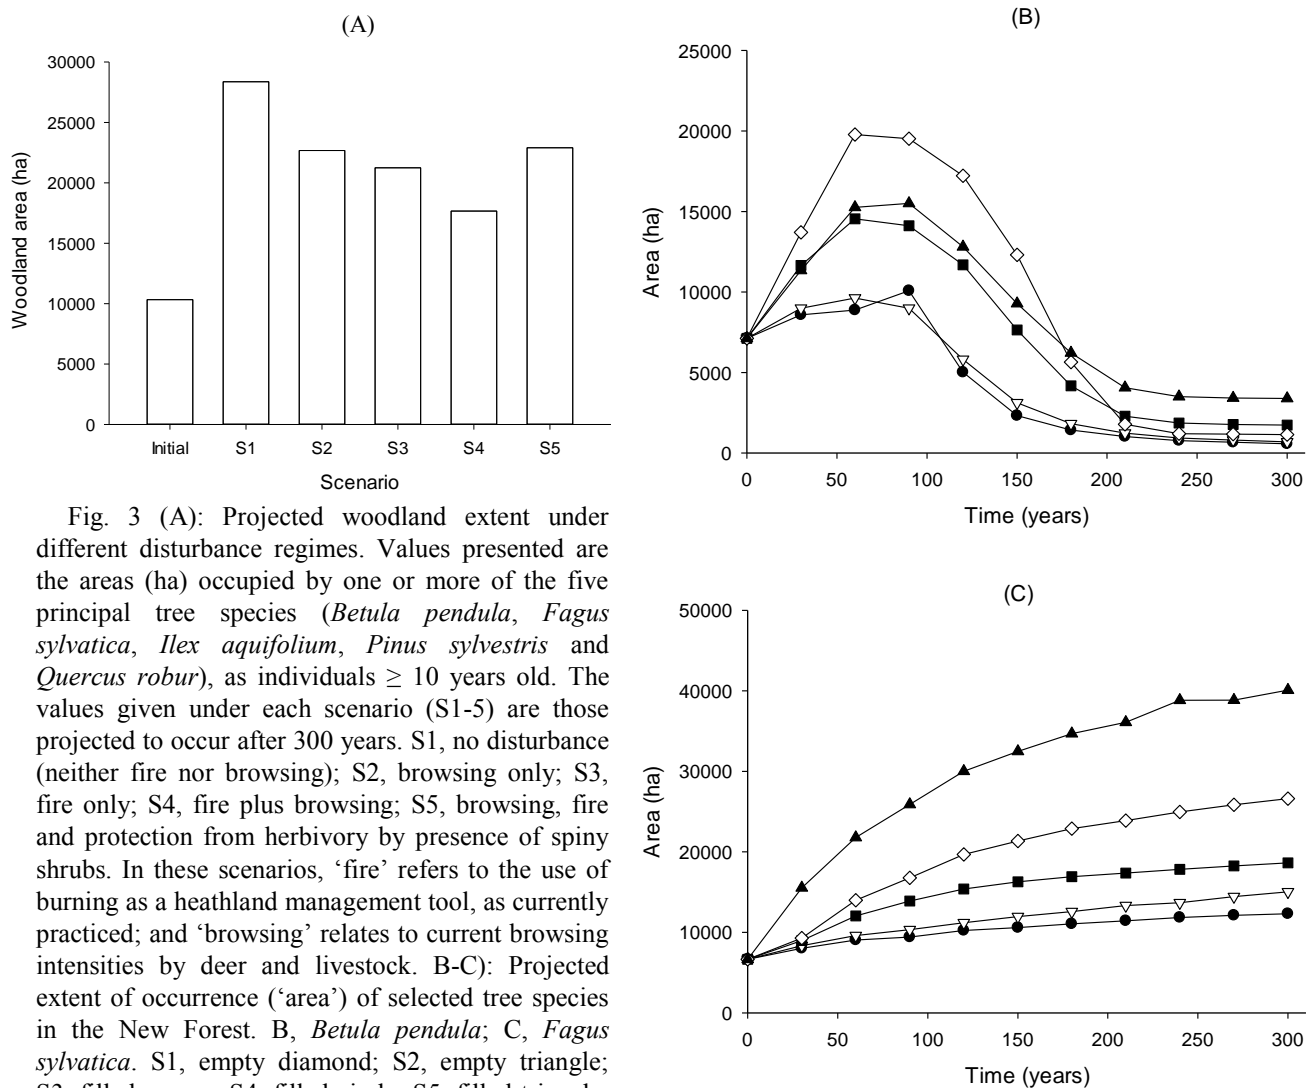 (A)
30000
25000
20000
15000
10000
5000
0
Woodland area (ha)
Initial S1 S2 S3 S4 S5
Scenario
Fig. 3 (A): Projected woodland extent under
different disturbance regimes. Values presented are
the areas (ha) occupied by one or more of the five
principal tree species (Betula pendula, Fagus
sylvatica, Ilex aquifolium, Pinus sylvestris and
Quercus robur), as individuals ≥ 10 years old. The
values given under each scenario (S1-5) are those
projected to occur after 300 years. S1, no disturbance
(neither fire nor browsing); S2, browsing only; S3,
fire only; S4, fire plus browsing; S5, browsing, fire
and protection from herbivory by presence of spiny
shrubs. In these scenarios, ‘fire’ refers to the use of
burning as a heathland management tool, as currently
practiced; and ‘browsing’ relates to current browsing
intensities by deer and livestock. B-C): Projected
extent of occurrence (‘area’) of selected tree species
in the New Forest. B, Betula pendula; C, Fagus
sylvatica. S1, empty diamond; S2, empty triangle;
(B)
25000
20000
15000
10000
5000
0
Area (ha)
0 50 100 150 200 250 300
Time (years)
(C)
50000
40000
30000
20000
10000
0
Area (ha)
0 50 100 150 200 250 300
Time (years)